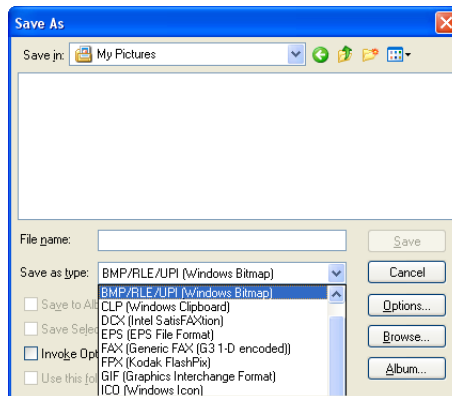 Save As
Save in: My Pictures
File name: Save
Save as type: BMP/RLE/UPI (Windows Bitmap) Cancel
BMP/RLE/UPI (Windows Bitmap)
Save to Alb CLP (Windows Clipboard) Options...
DCX (Intel SatisFAXtion)
Save Selec EPS (EPS File Format) Browse...
Invoke Opt FAX (Generic FAX (G3 1-D encoded))
FPX (Kodak FlashPix) Album...
Use this fol GIF (Graphics Interchange Format)
ICO (Windows Icon)